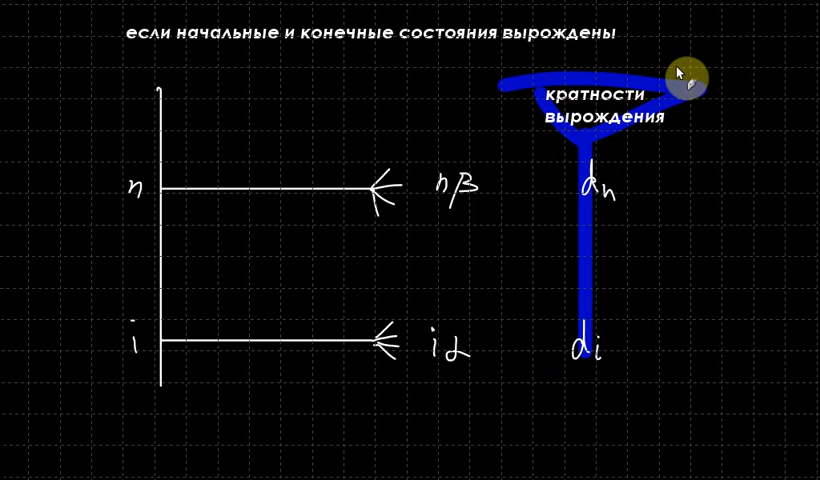 если начальные и конечные состояния вырождены
кратности
вырождения
n nβ dₙ
i iα dᵢ